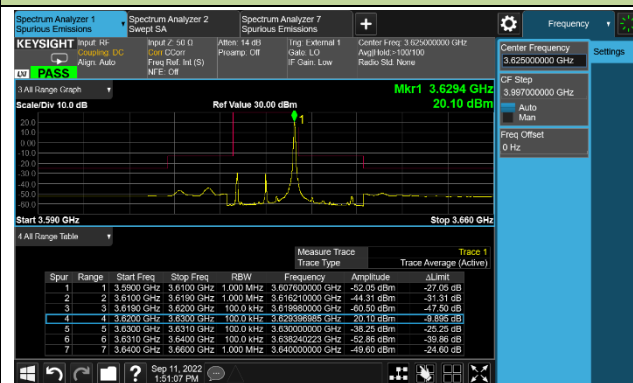 Spectrum Analyzer 1
Spurious Emissions
Spectrum Analyzer 2
Swept SA
Spectrum Analyzer 7
Spurious Emissions
+
Frequency
KEYSIGHT
Input: RF
Coupling: DC
Align: Auto
Input Z: 50 Ω
Corr CCorr
Freq Ref: Int (S)
NFE: Off
Atten: 14 dB
Preamp: Off
Trig: External 1
Gate: LO
IF Gain: Low
Center Freq: 3.625000000 GHz
Avg|Hold:>100/100
Radio Std: None
LXI PASS
Center Frequency
3.625000000 GHz
Settings
CF Step
3.997000000 GHz
Auto
Man
Freq Offset
0 Hz
3 All Range Graph
Scale/Div 10.0 dB
Ref Value 30.00 dBm
Mkr1 3.6294 GHz
20.10 dBm
1
20.0
10.0
0.00
-10.0
-20.0
-30.0
-40.0
-50.0
-60.0
Start 3.590 GHz
Stop 3.660 GHz
4 All Range Table
Measure Trace Trace 1
Trace Type Trace Average (Active)
Spur Range Start Freq Stop Freq RBW Frequency Amplitude ΔLimit
1 1 3.5900 GHz 3.6100 GHz 1.000 MHz 3.607600000 GHz -52.05 dBm -27.05 dB
2 2 3.6100 GHz 3.6190 GHz 1.000 MHz 3.616210000 GHz -44.31 dBm -31.31 dB
3 3 3.6190 GHz 3.6200 GHz 100.0 kHz 3.619980000 GHz -60.50 dBm -47.50 dB
4 4 3.6200 GHz 3.6300 GHz 100.0 kHz 3.629396985 GHz 20.10 dBm -9.895 dB
5 5 3.6300 GHz 3.6310 GHz 100.0 kHz 3.630000000 GHz -38.25 dBm -25.25 dB
6 6 3.6310 GHz 3.6400 GHz 1.000 MHz 3.638240223 GHz -52.86 dBm -39.86 dB
7 7 3.6400 GHz 3.6600 GHz 1.000 MHz 3.640000000 GHz -49.60 dBm -24.60 dB
?
Sep 11, 2022
1:51:07 PM